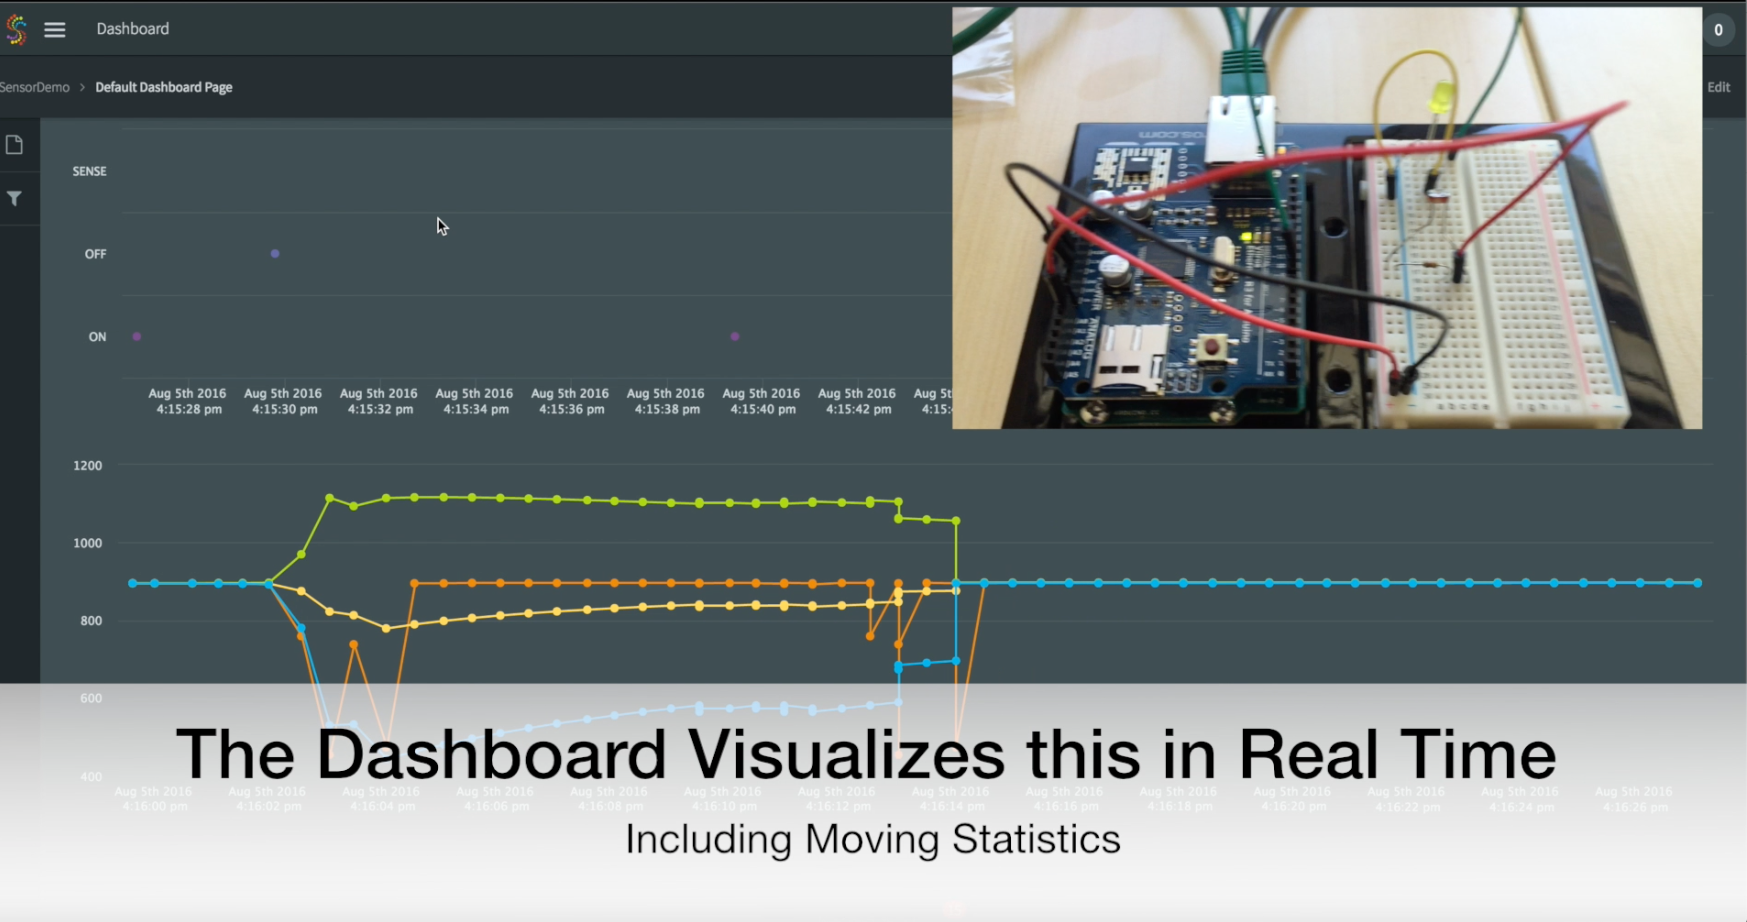 Dashboard
0
SensorDemo > Default Dashboard Page
Edit
SENSE
OFF
ON
Aug 5th 2016 Aug 5th 2016 Aug 5th 2016 Aug 5th 2016 Aug 5th 2016 Aug 5th 2016 Aug 5th 2016 Aug 5th 2016 Aug 5t
4:15:28 pm 4:15:30 pm 4:15:32 pm 4:15:34 pm 4:15:36 pm 4:15:38 pm 4:15:40 pm 4:15:42 pm 4:15:4
ANALOG
1200
1000
800
600
400
The Dashboard Visualizes this in Real Time
Aug 5th 2016 Aug 5th 2016 Aug 5th 2016 Aug 5th 2016 Aug 5th 2016 Aug 5th 2016 Aug 5th 2016 Aug 5th 2016 Aug 5th 2016 Aug 5th 2016 Aug 5th 2016 Aug 5th 2016 Aug 5th 2016 Aug 5th 2016
4:16:00 pm 4:16:02 pm 4:16:04 pm 4:16:06 pm 4:16:08 pm 4:16:10 pm 4:16:12 pm 4:16:14 pm 4:16:16 pm 4:16:18 pm 4:16:20 pm 4:16:22 pm 4:16:24 pm 4:16:26 pm
Including Moving Statistics